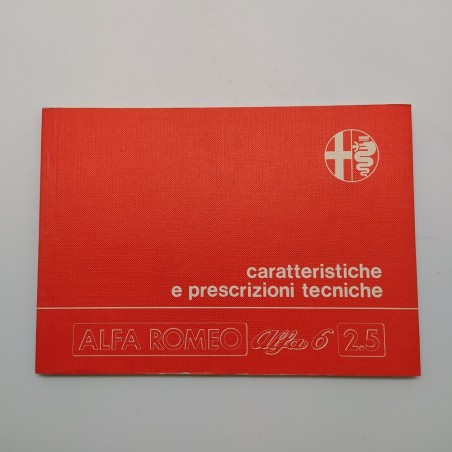 caratteristiche
e prescrizioni tecniche
ALFA ROMEO Alfa 6 2.5